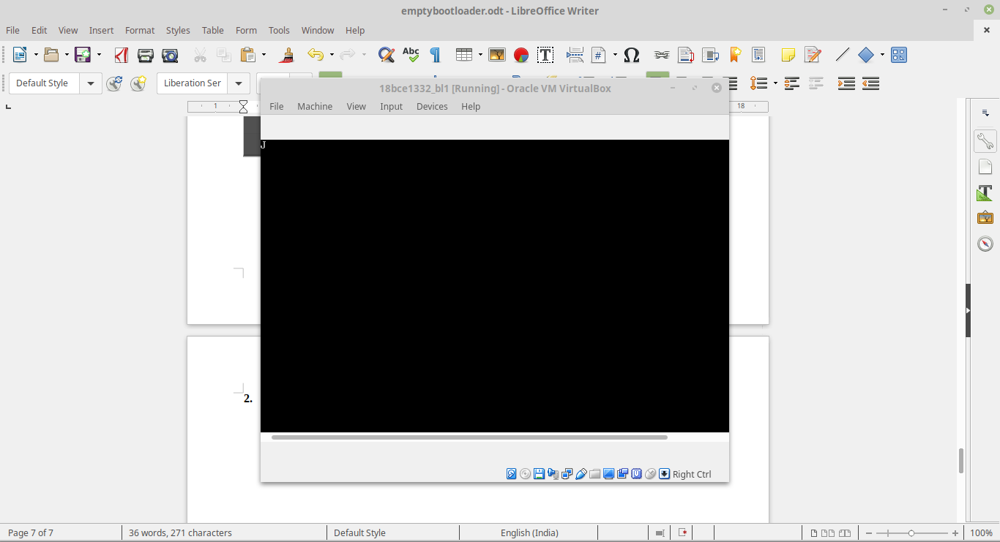 emptybootloader.odt - LibreOffice Writer
File Edit View Insert Format Styles Table Form Tools Window Help
Abc
Default Style Liberation Ser
18bce1332_bl1 [Running] - Oracle VM VirtualBox
1 18
File Machine View Input Devices Help
J
2.
Right Ctrl
Page 7 of 7 36 words, 271 characters Default Style English (India) 100%